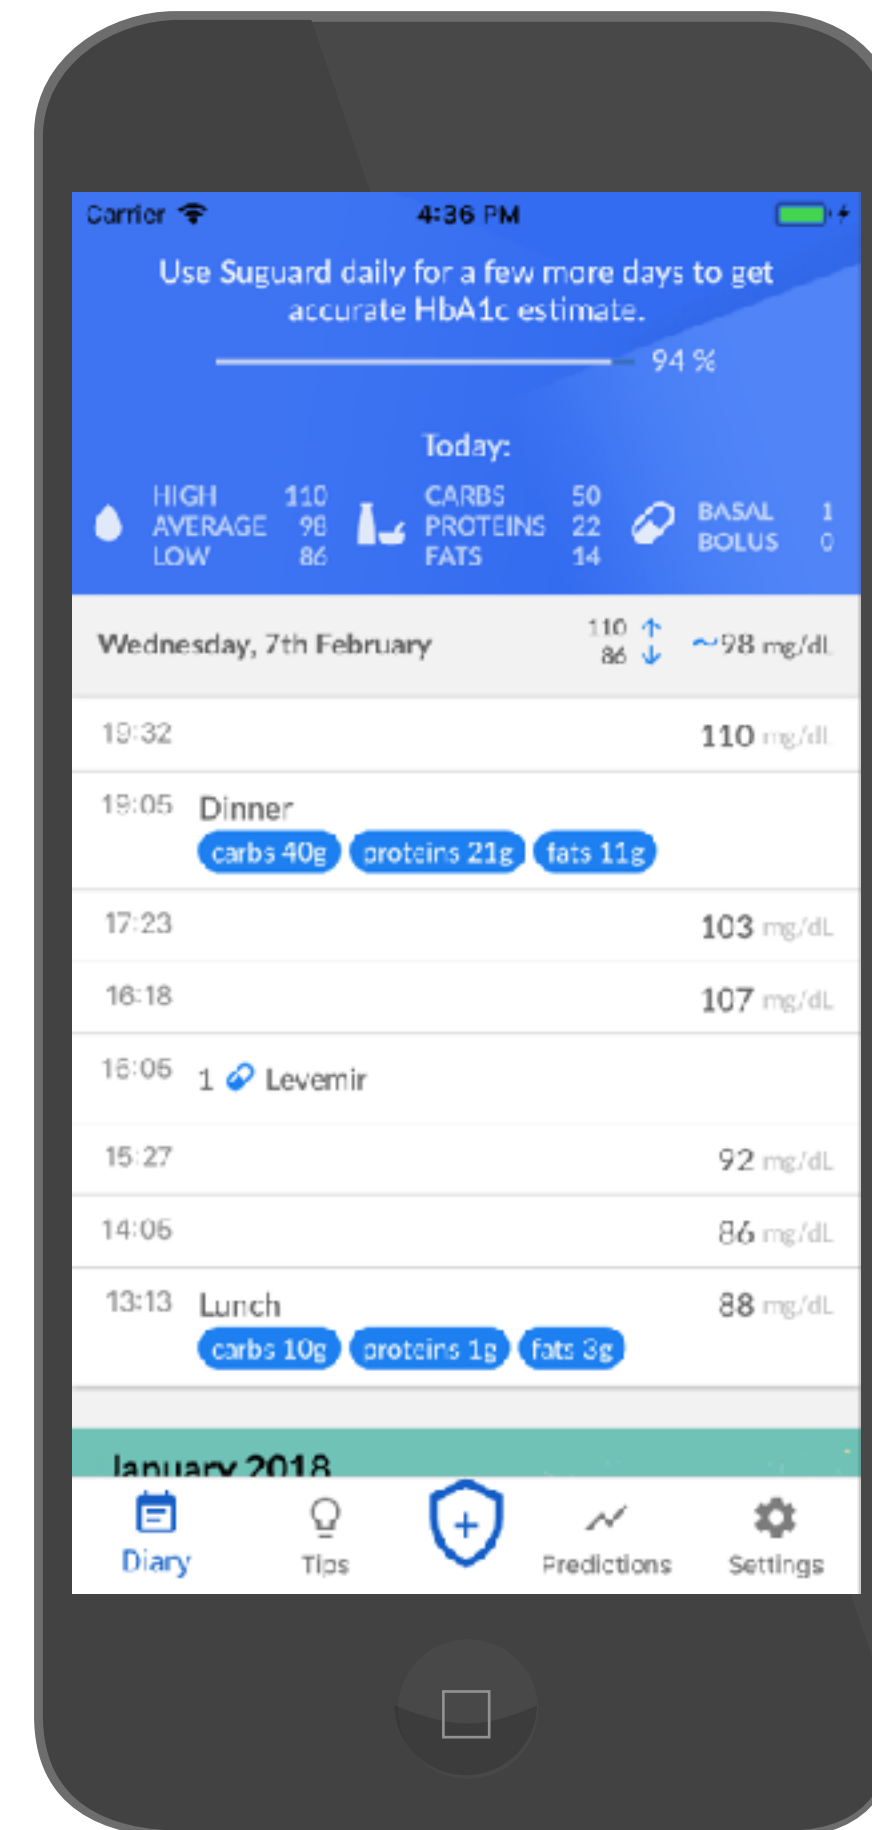 Carrier 4:36 PM
Use Suguard daily for a few more days to get
accurate HbA1c estimate.
94 %
Today:
HIGH 110 CARBS 50
AVERAGE 98 PROTEINS 22 BASAL 1
LOW 86 FATS 14 BOLUS 0
Wednesday, 7th February 110 ↑ 86 ↓ ~98 mg/dL
19:32 110 mg/dL
19:05 Dinner
carbs 40g proteins 21g fats 11g
17:23 103 mg/dL
16:18 107 mg/dL
1 Levemir
15:27 92 mg/dL
14:05 86 mg/dL
13:13 Lunch 88 mg/dL
carbs 10g proteins 1g fats 3g
January 2018
Diary Tips + Predictions Settings